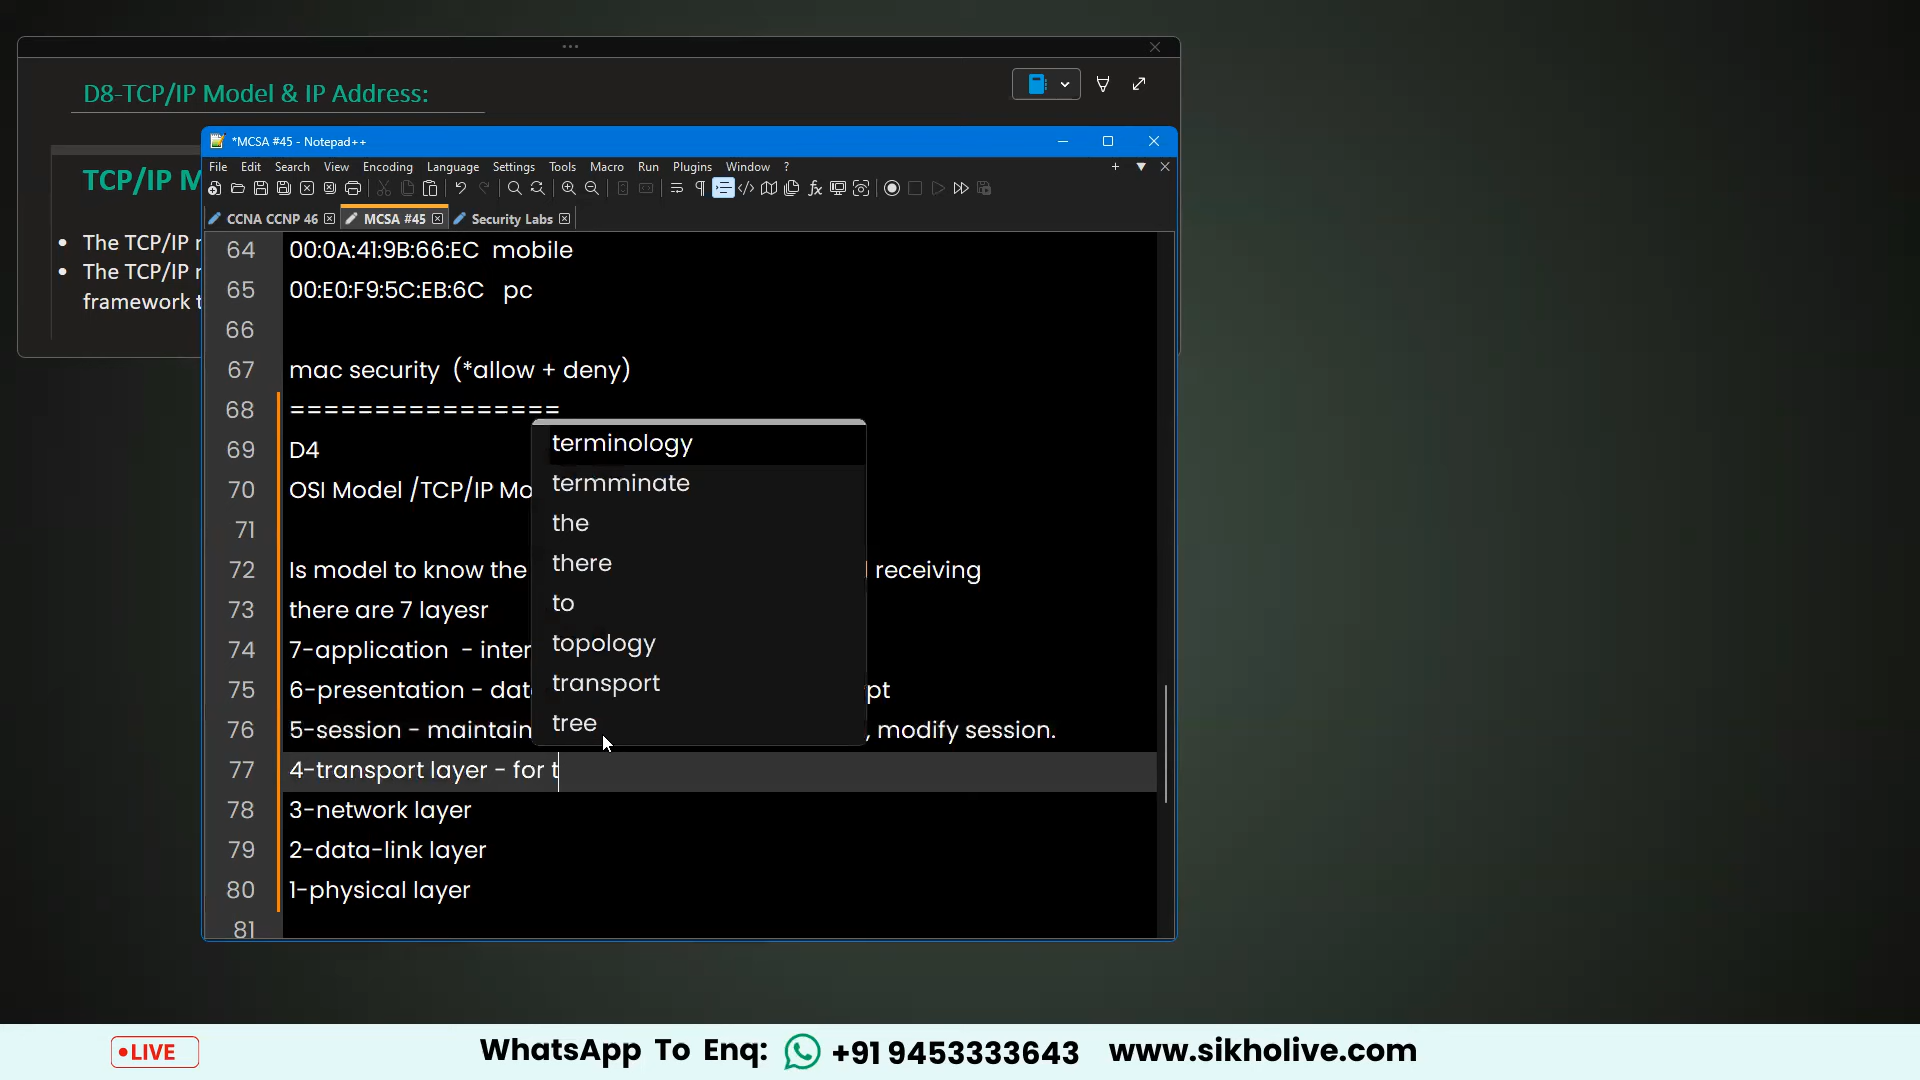 D8-TCP/IP Model & IP Address:
TCP/IP M
• The TCP/IP
• The TCP/IP
framework
*MCSA #45 - Notepad++
File Edit Search View Encoding Language Settings Tools Macro Run Plugins Window ?
CCNA CCNP 46 MCSA #45 Security Labs
64 00:0A:41:9B:66:EC mobile
65 00:E0:F9:5C:EB:6C pc
66
67 mac security (*allow + deny)
68 ================
69 D4
70 OSI Model /TCP/IP Mo
71
72 Is model to know the receiving
73 there are 7 layesr
74 7-application - inter
75 6-presentation - dat pt
76 5-session - maintain , modify session.
77 4-transport layer - for t
78 3-network layer
79 2-data-link layer
80 1-physical layer
81
terminology
termminate
the
there
to
topology
transport
tree
LIVE
WhatsApp To Enq: +91 9453333643 www.sikholive.com